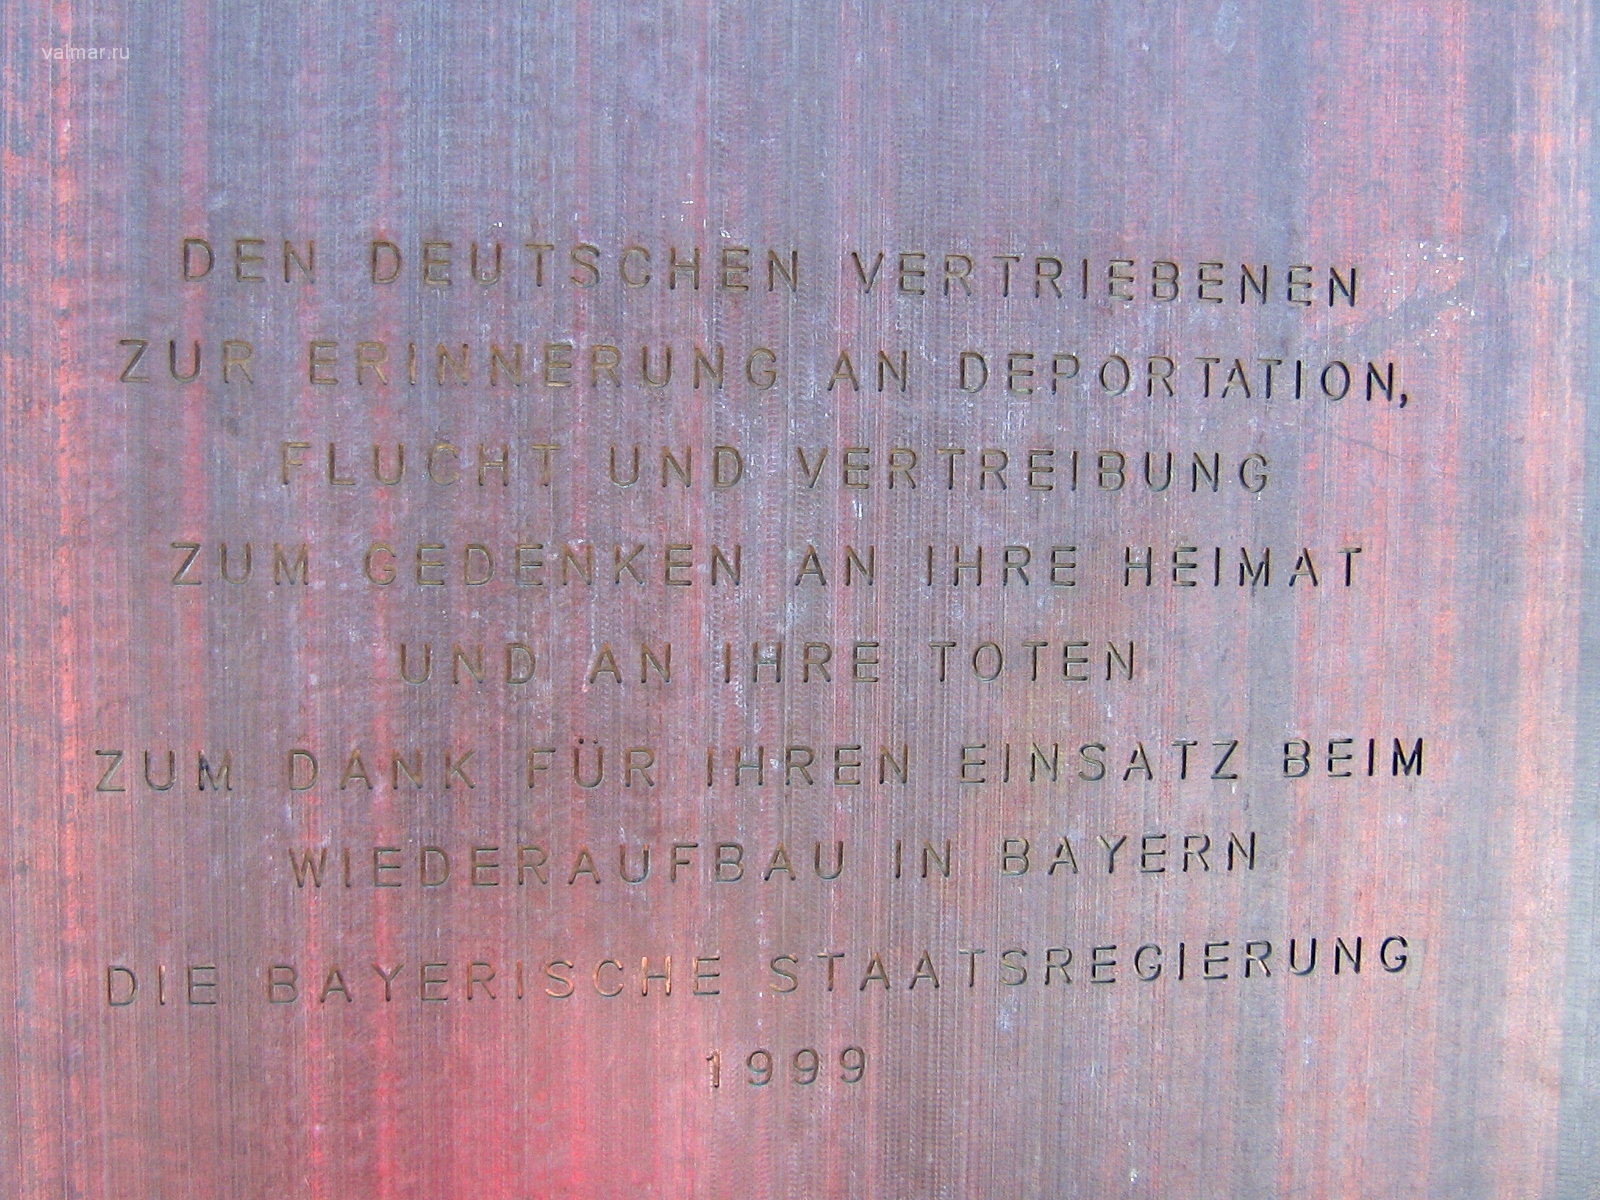 valmar.ru
DEN DEUTSCHEN VERTRIEBENEN
ZUR ERINNERUNG AN DEPORTATION,
FLUCHT UND VERTREIBUNG
ZUM GEDENKEN AN IHRE HEIMAT
UND AN IHRE TOTEN
ZUM DANK FÜR IHREN EINSATZ BEIM
WIEDERAUFBAU IN BAYERN
DIE BAYERISCHE STAATSREGIERUNG
1999